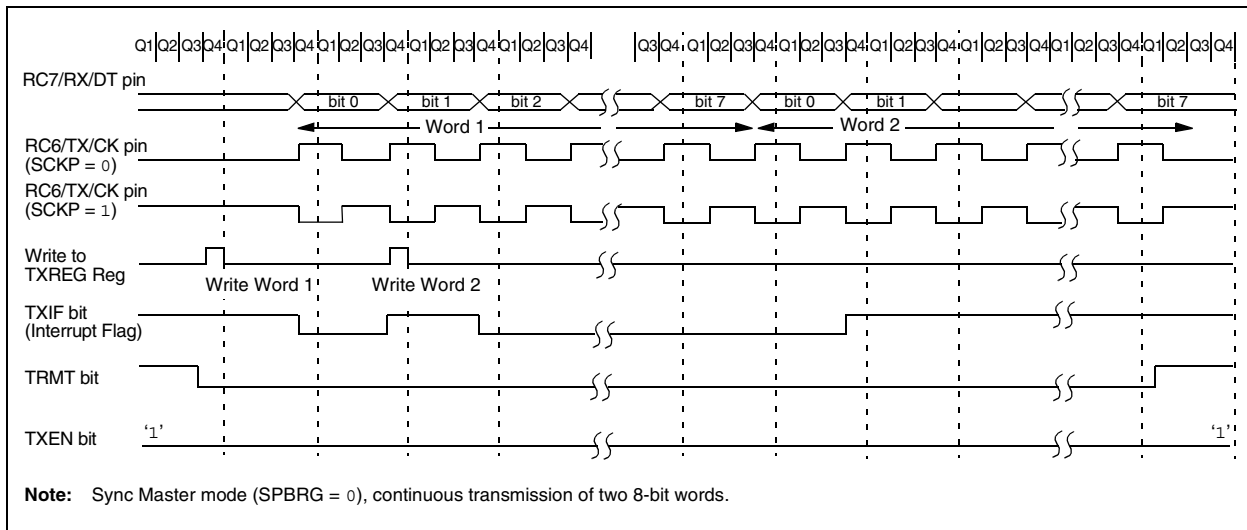 Q1 Q2 Q3 Q4 Q1 Q2 Q3 Q4 Q1 Q2 Q3 Q4 Q1 Q2 Q3 Q4 Q1 Q2 Q3 Q4 Q3 Q4 Q1 Q2 Q3 Q4 Q1 Q2 Q3 Q4 Q1 Q2 Q3 Q4 Q1 Q2 Q3 Q4 Q1 Q2 Q3 Q4 Q1 Q2 Q3 Q4
RC7/RX/DT pin
bit 0 bit 1 bit 2 bit 7 bit 0 bit 1 bit 7
Word 1 Word 2
RC6/TX/CK pin
(SCKP = 0)
RC6/TX/CK pin
(SCKP = 1)
Write to
TXREG Reg
Write Word 1 Write Word 2
TXIF bit
(Interrupt Flag)
TRMT bit
TXEN bit ‘1’ ‘1’
Note: Sync Master mode (SPBRG = 0), continuous transmission of two 8-bit words.